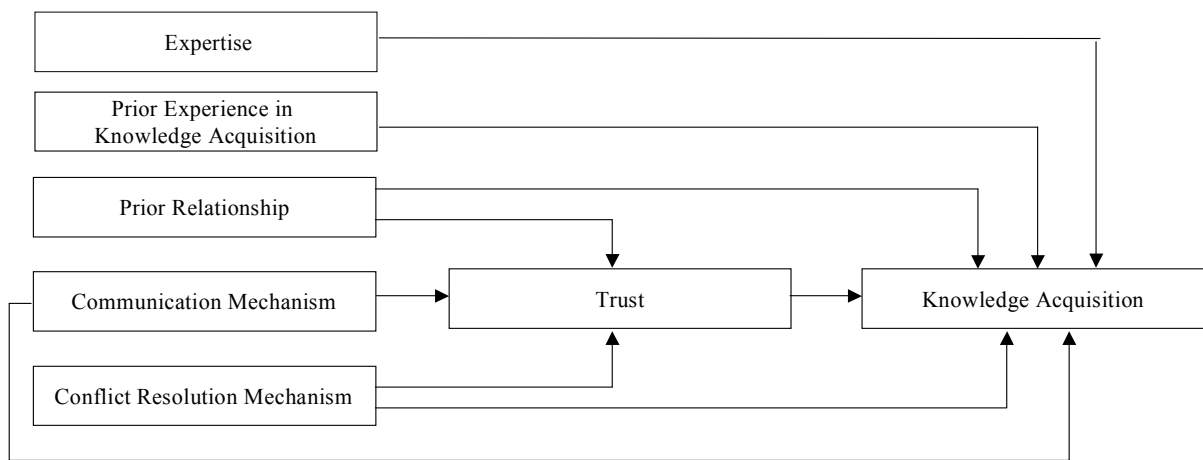 Expertise
Prior Experience in
Knowledge Acquisition
Prior Relationship
Communication Mechanism
Trust
Knowledge Acquisition
Conflict Resolution Mechanism